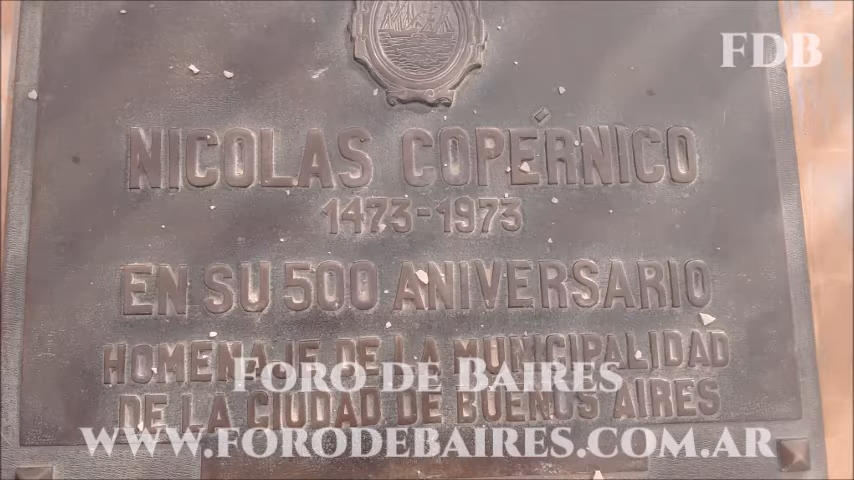 FDB
NICOLAS COPÉRNICO
1473-1973
EN SU 500 ANIVERSARIO
HOMENAJE DE LA MUNICIPALIDAD
Foro de Baires
DE LA CIUDAD DE BUENOS AIRES
www.forodebaires.com.ar